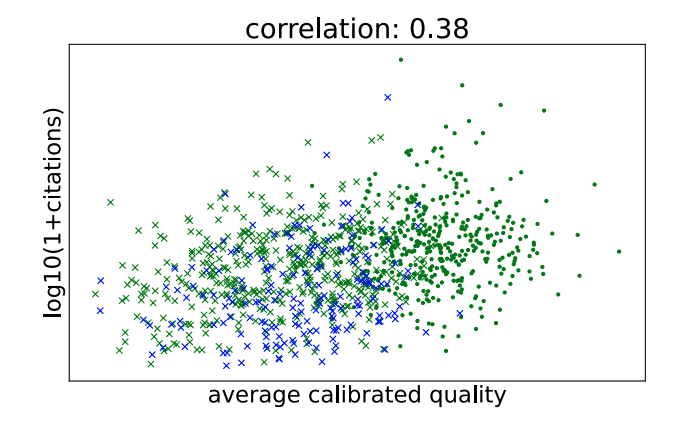 correlation: 0.38
log10(1+citations)
average calibrated quality